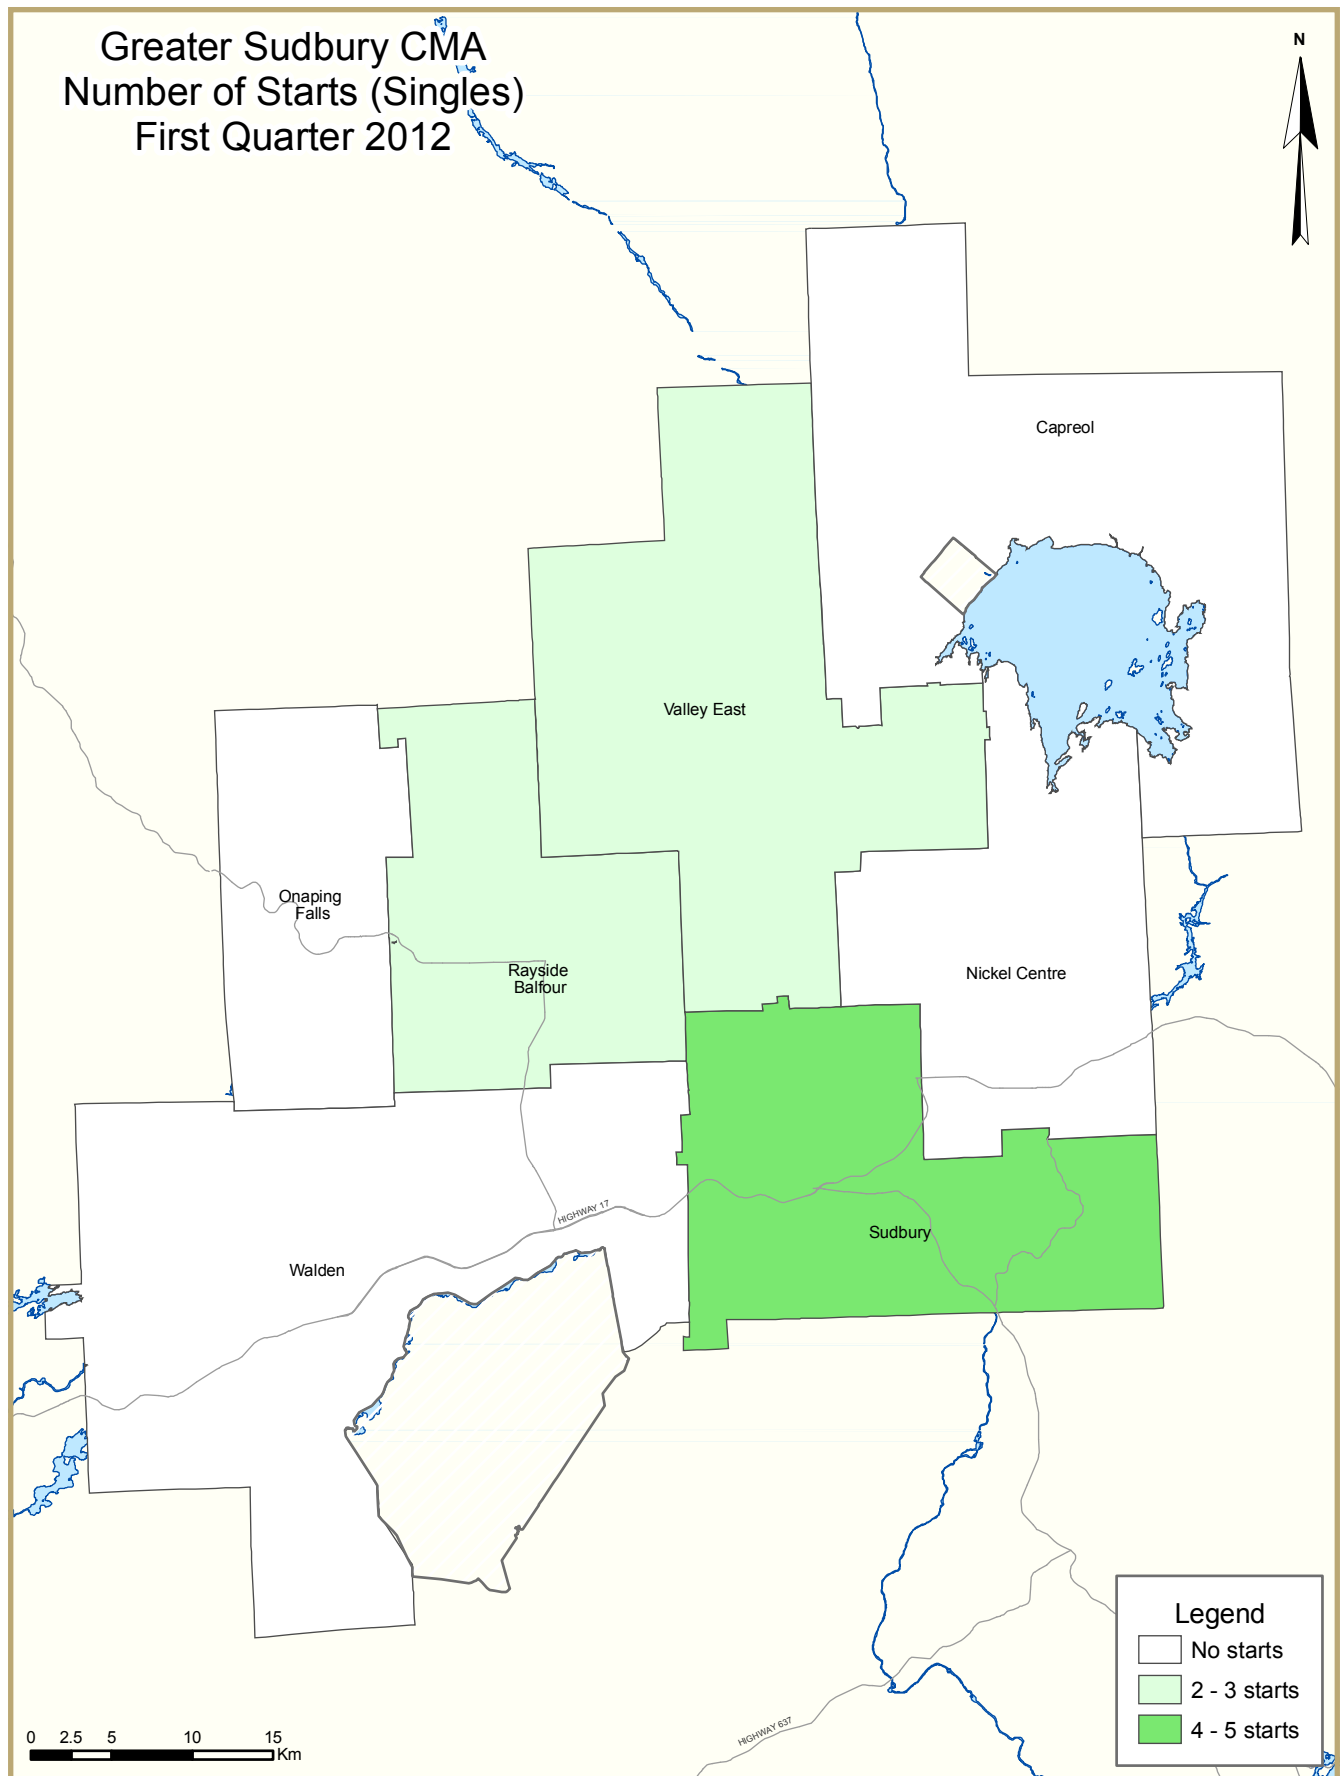 Greater Sudbury CMA
Number of Starts (Singles)
First Quarter 2012
N
Capreol
Valley East
Onaping
Falls
Rayside
Balfour
Nickel Centre
HIGHWAY 17
Sudbury
Walden
Legend
No starts
2 - 3 starts
4 - 5 starts
HIGHWAY 637
0 2.5 5 10 15
Km